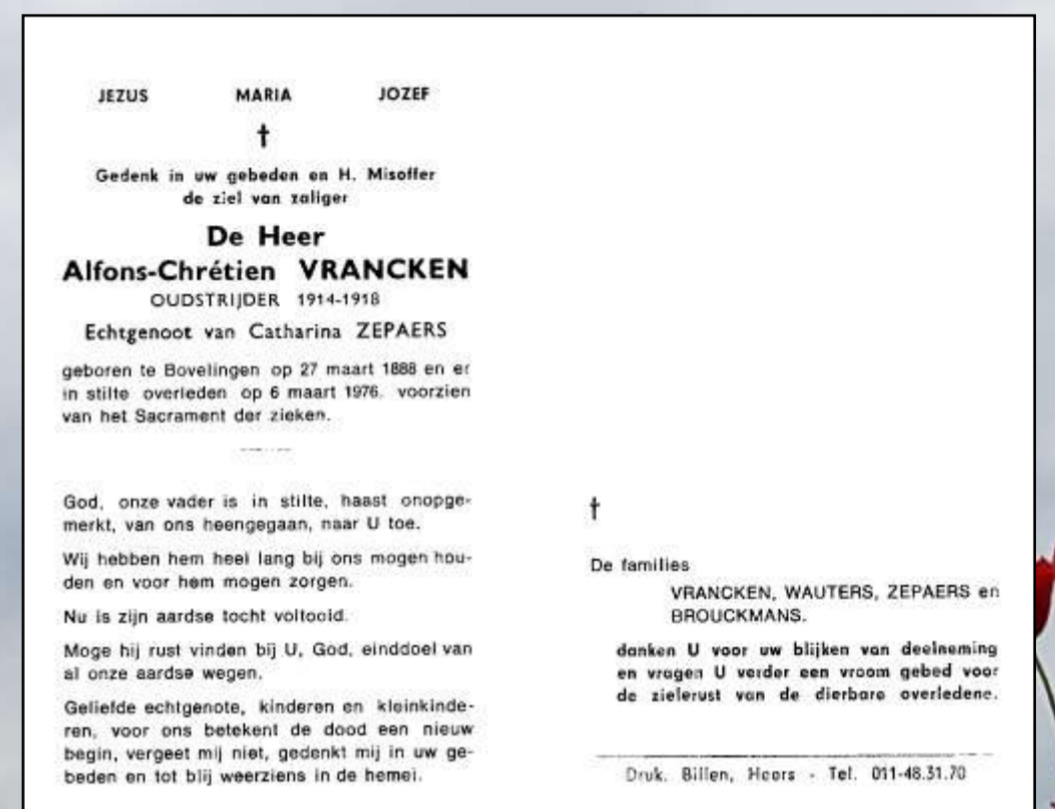 JEZUS MARIA JOZEF
†
Gedenk in uw gebeden en H. Misoffer
de ziel van zaliger
De Heer
Alfons-Chrétien VRANCKEN
OUDSTRIJDER 1914-1918
Echtgenoot van Catharina ZEPAERS
geboren te Bovelingen op 27 maart 1888 en er
in stilte overleden op 6 maart 1976, voorzien
van het Sacrament der zieken.
God, onze vader is in stilte, haast onopge-
merkt, van ons heengegaan, naar U toe.
Wij hebben hem heel lang bij ons mogen hou-
den en voor hem mogen zorgen.
Nu is zijn aardse tocht voltooid.
Moge hij rust vinden bij U, God, einddoel van
al onze aardse wegen.
Geliefde echtgenote, kinderen en kleinkinde-
ren, voor ons betekent de dood een nieuw
begin, vergeet mij niet, gedenkt mij in uw ge-
beden en tot blij weerziens in de hemel.
†
De families
VRANCKEN, WAUTERS, ZEPAERS en
BROUCKMANS.
danken U voor uw blijken van deelneming
en vragen U verder een vroom gebed voor
de zielerust van de dierbare overledene.
Druk. Billen, Heers - Tel. 011-48.31.70